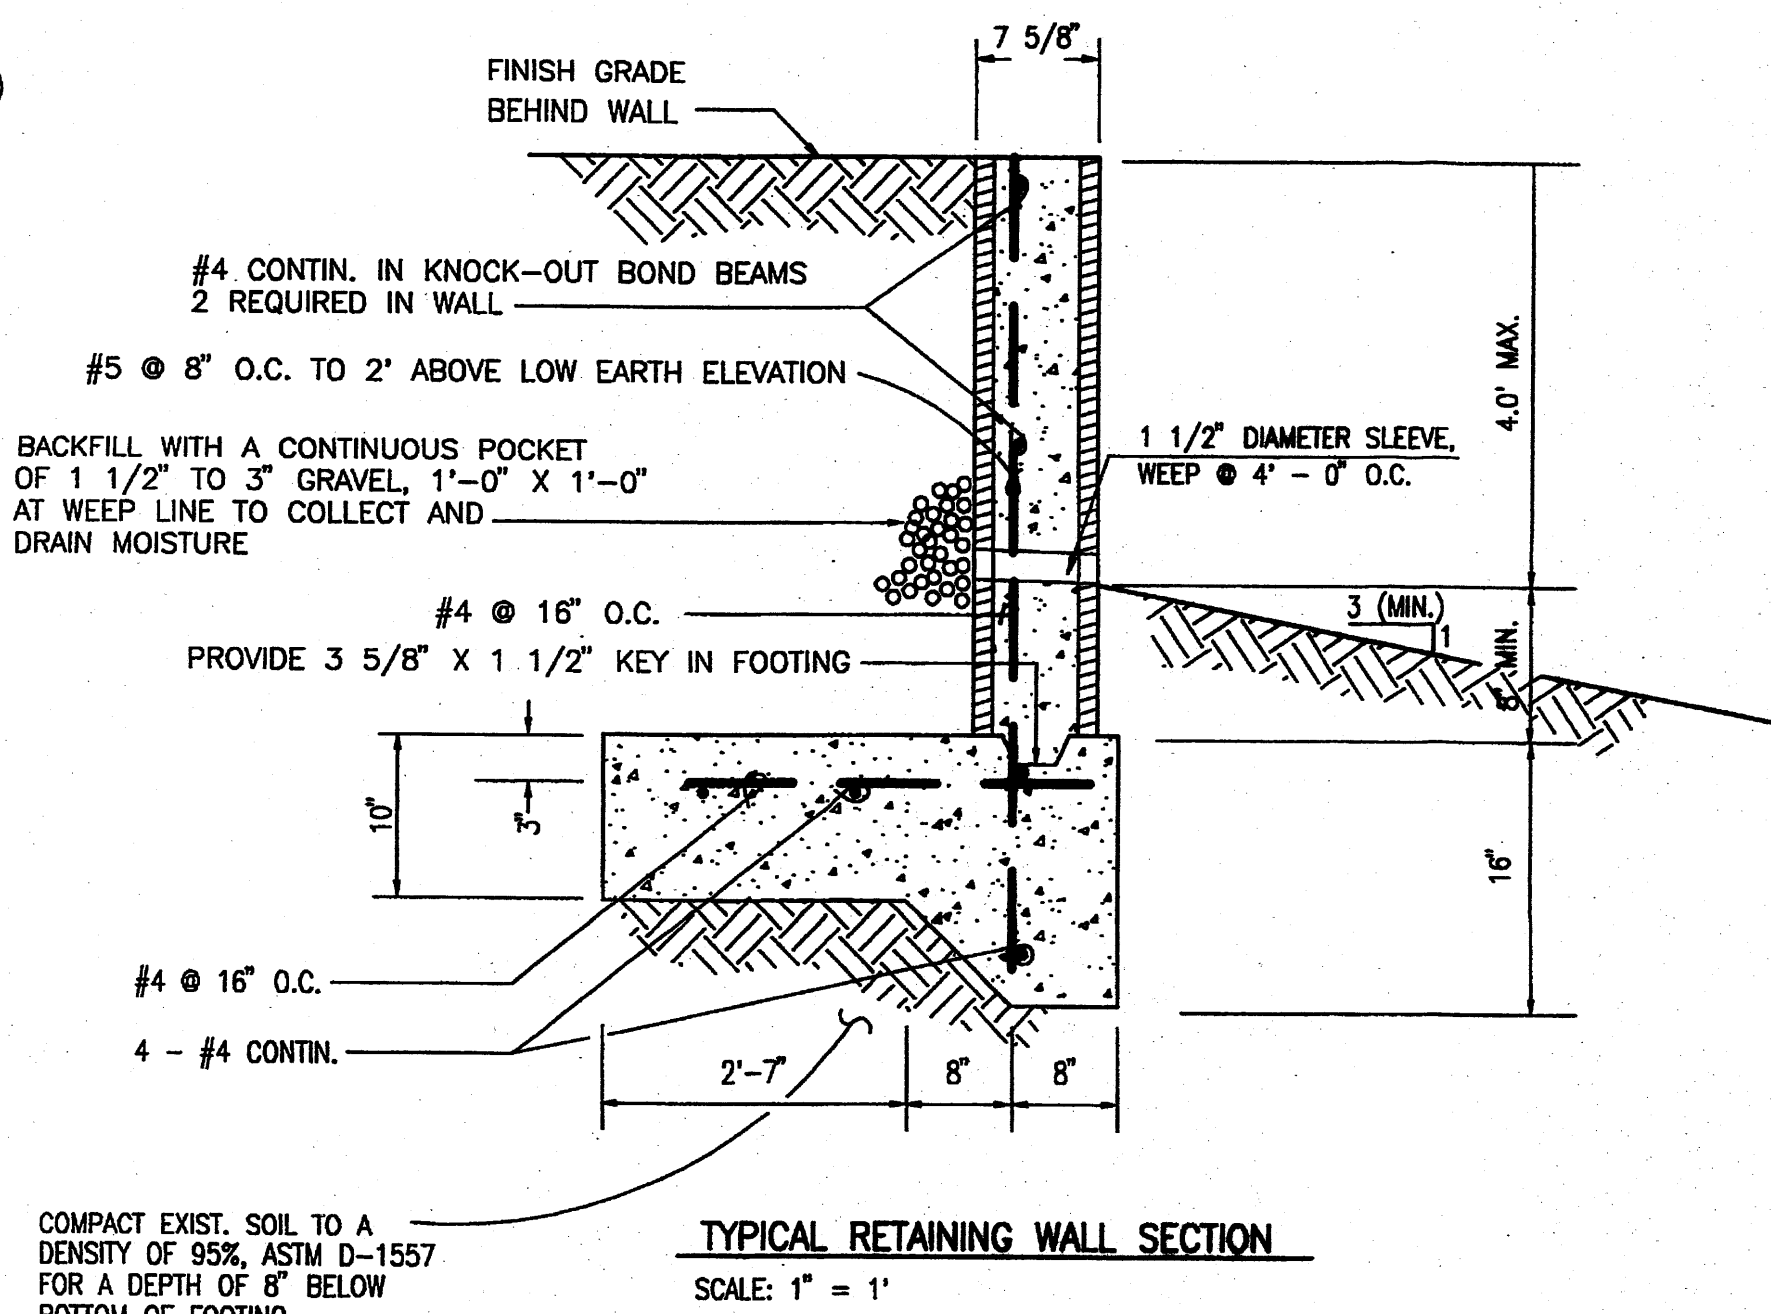 7 5/8"
FINISH GRADE
BEHIND WALL
#4 CONTIN. IN KNOCK-OUT BOND BEAMS
2 REQUIRED IN WALL
#5 @ 8" O.C. TO 2' ABOVE LOW EARTH ELEVATION
4.0' MAX.
BACKFILL WITH A CONTINUOUS POCKET
OF 1 1/2" TO 3" GRAVEL, 1'-0" X 1'-0"
AT WEEP LINE TO COLLECT AND
DRAIN MOISTURE
1 1/2" DIAMETER SLEEVE,
WEEP @ 4' - 0" O.C.
#4 @ 16" O.C.
3 (MIN.)
1
8" MIN.
PROVIDE 3 5/8" X 1 1/2" KEY IN FOOTING
10"
3"
16"
#4 @ 16" O.C.
4 - #4 CONTIN.
2'-7"
8"
8"
COMPACT EXIST. SOIL TO A
DENSITY OF 95%, ASTM D-1557
FOR A DEPTH OF 8" BELOW
BOTTOM OF FOOTING
TYPICAL RETAINING WALL SECTION
SCALE: 1" = 1'